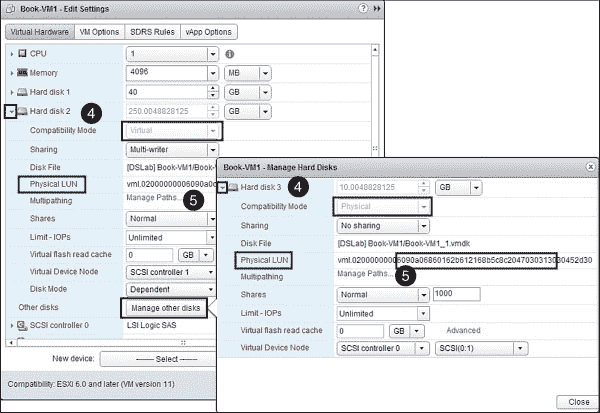 Book-VM1 - Edit Settings
Virtual Hardware VM Options SDRS Rules vApp Options
CPU 1
Memory 4096 MB
Hard disk 1 40 GB
Hard disk 2 4 250.0048828125 GB
Compatibility Mode Virtual
Sharing Multi-writer
Disk File [DSLab] Book-VM1/Book-
Physical LUN vml.02000000006090a0
Multipathing Manage Paths... 5
Shares Normal
Limit - IOPs Unlimited
Virtual flash read cache 0 GB
Virtual Device Node SCSI controller 1
Disk Mode Dependent
Other disks Manage other disks
SCSI controller 0 LSI Logic SAS
New device: ------- Select -------
Compatibility: ESXi 6.0 and later (VM version 11)
Book-VM1 - Manage Hard Disks
Hard disk 3 4 10.0048828125 GB
Compatibility Mode Physical
Sharing No sharing
Disk File [DSLab] Book-VM1/Book-VM1_1.vmdk
Physical LUN vml.02000000006090a06860162b612168b5c8c2047030313030452d30
Multipathing Manage Paths... 5
Shares Normal 1000
Limit - IOPs Unlimited
Virtual flash read cache 0 GB Advanced
Virtual Device Node SCSI controller 0 SCSI(0:1)
Close